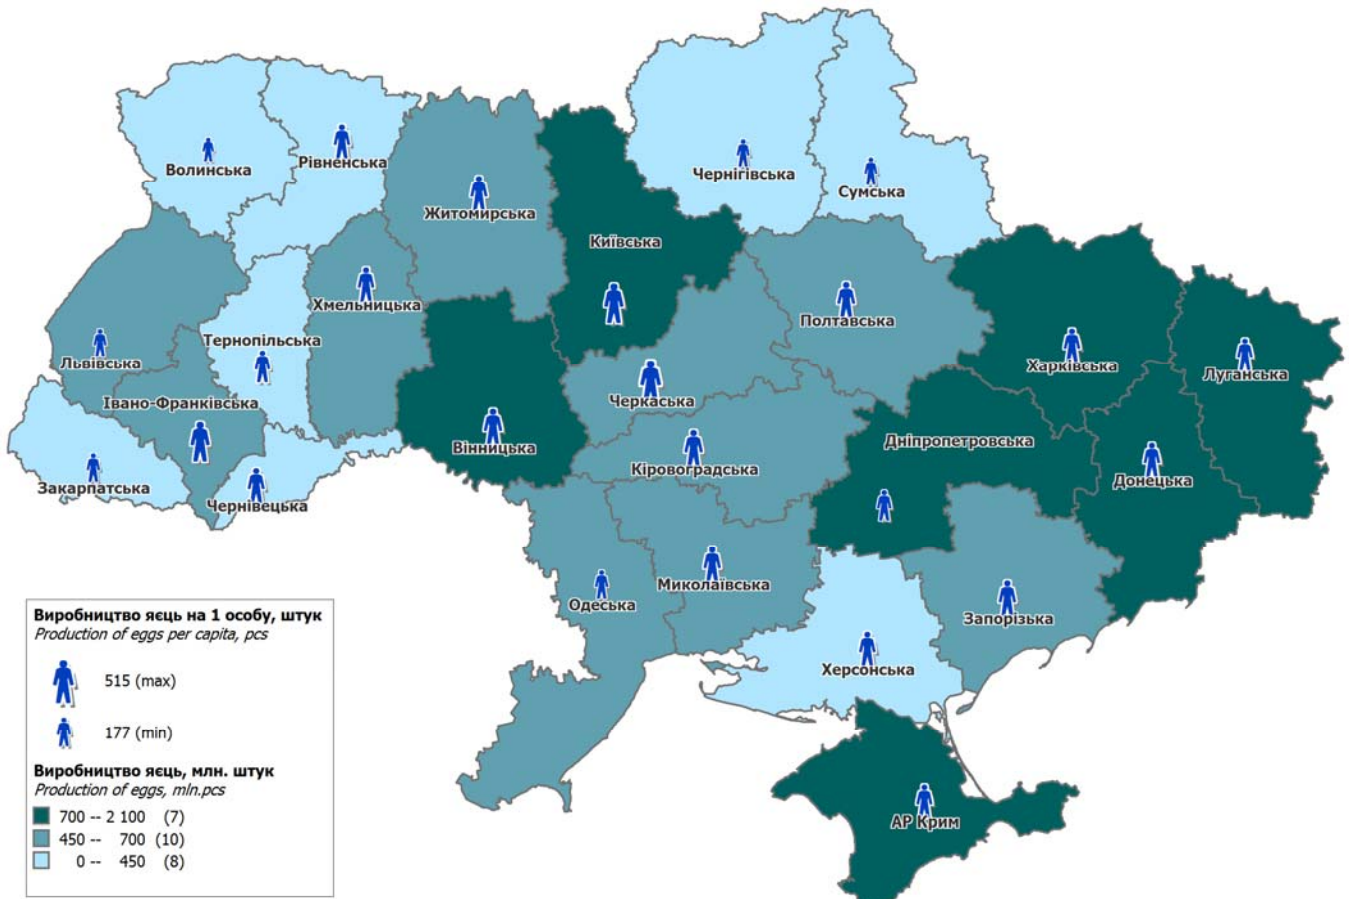 Волинська
Рівненська
Чернігівська
Сумська
Житомирська
Київська
Хмельницька
Полтавська
Тернопільська
Львівська
Харківська
Луганська
Івано-Франківська
Черкаська
Вінницька
Дніпропетровська
Кіровоградська
Донецька
Закарпатська
Чернівецька
Миколаївська
Одеська
Запорізька
Херсонська
АР Крим
Виробництво яєць на 1 особу, штук
Production of eggs per capita, pcs
515 (max)
177 (min)
Виробництво яєць, млн. штук
Production of eggs, mln.pcs
700 -- 2 100 (7)
450 -- 700 (10)
0 -- 450 (8)